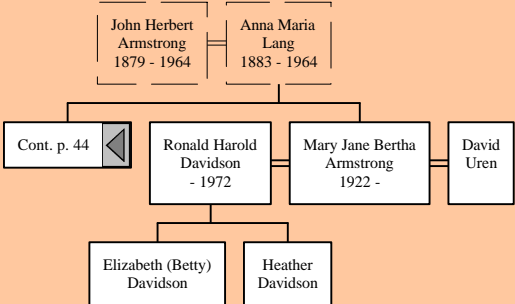 John Herbert
Armstrong
1879 - 1964
Anna Maria
Lang
1883 - 1964
Cont. p. 44
Ronald Harold
Davidson
- 1972
Mary Jane Bertha
Armstrong
1922 -
David
Uren
Elizabeth (Betty)
Davidson
Heather
Davidson